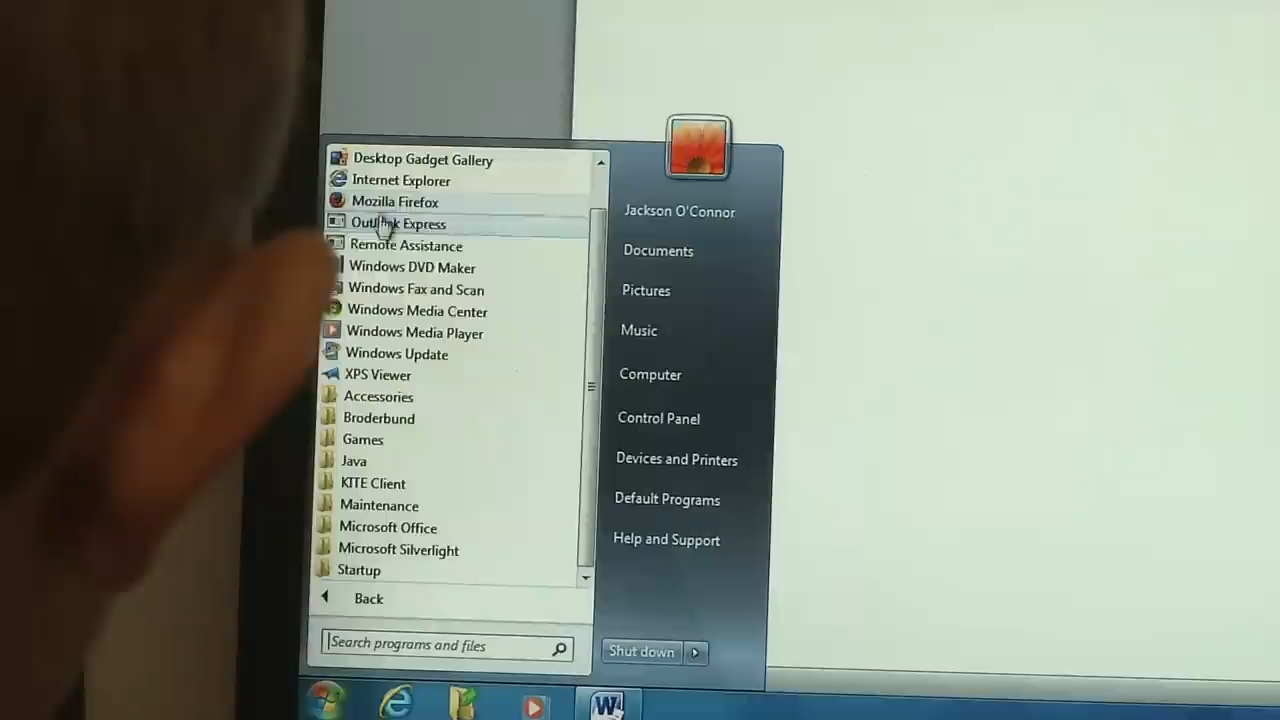 Desktop Gadget Gallery
Internet Explorer
Mozilla Firefox
Outlook Express
Remote Assistance
Windows DVD Maker
Windows Fax and Scan
Windows Media Center
Windows Media Player
Windows Update
XPS Viewer
Accessories
Broderbund
Games
Java
KITE Client
Maintenance
Microsoft Office
Microsoft Silverlight
Startup
Back
Search programs and files
Jackson O'Connor
Documents
Pictures
Music
Computer
Control Panel
Devices and Printers
Default Programs
Help and Support
Shut down
W